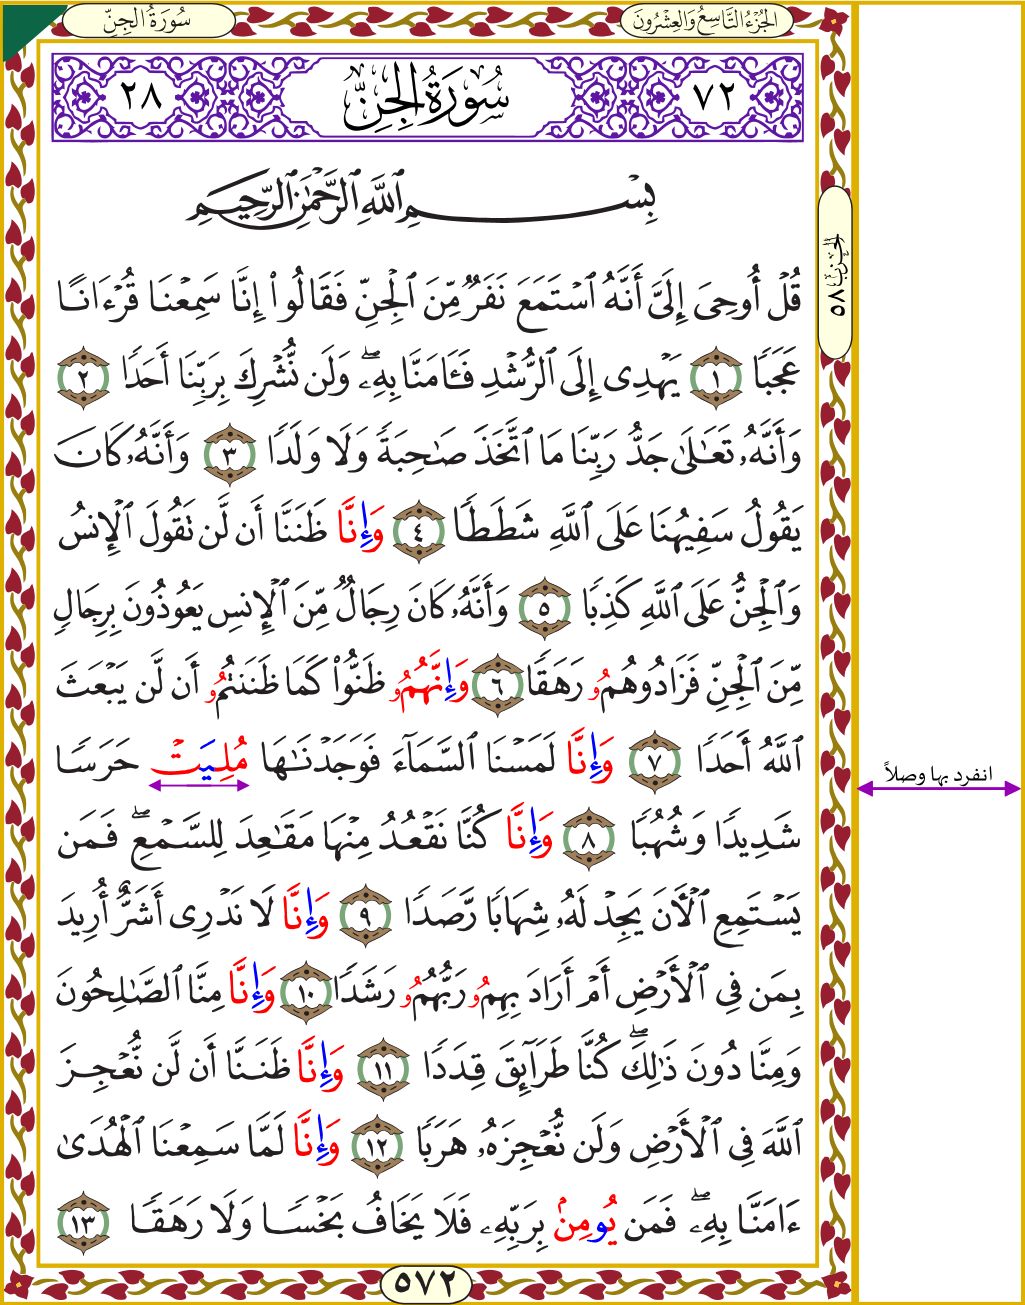 سُورَةُ الجِنِّ
الجُزْءُ التَّاسِعُ وَالعِشْرُونَ
٧٢ سُورَةُ الجِنِّ ٢٨
بِسْمِ ٱللَّهِ ٱلرَّحْمَٰنِ ٱلرَّحِيمِ
قُلْ أُوحِىَ إِلَىَّ أَنَّهُ ٱسْتَمَعَ نَفَرٌ مِّنَ ٱلْجِنِّ فَقَالُوا۟ إِنَّا سَمِعْنَا قُرْءَانًا
عَجَبًا ١ يَهْدِى إِلَى ٱلرُّشْدِ فَـَٔامَنَّا بِهِۦ ۖ وَلَن نُّشْرِكَ بِرَبِّنَا أَحَدًا ٢
وَأَنَّهُۥ تَعَٰلَىٰ جَدُّ رَبِّنَا مَا ٱتَّخَذَ صَٰحِبَةً وَلَا وَلَدًا ٣ وَأَنَّهُۥ كَانَ
يَقُولُ سَفِيهُنَا عَلَى ٱللَّهِ شَطَطًا ٤ وَإِنَّا ظَنَنَّا أَن لَّن تَقُولَ ٱلْإِنسُ
وَٱلْجِنُّ عَلَى ٱللَّهِ كَذِبًا ٥ وَأَنَّهُۥ كَانَ رِجَالٌ مِّنَ ٱلْإِنسِ يَعُوذُونَ بِرِجَالٍ
مِّنَ ٱلْجِنِّ فَزَادُوهُمُۥ رَهَقًا ٦ وَإِنَّهُمُۥ ظَنُّوا۟ كَمَا ظَنَنتُمُۥ أَن لَّن يَبْعَثَ
ٱللَّهُ أَحَدًا ٧ وَإِنَّا لَمَسْنَا ٱلسَّمَآءَ فَوَجَدْنَٰهَا مُلِيَتْ حَرَسًا
شَدِيدًا وَشُهُبًا ٨ وَإِنَّا كُنَّا نَقْعُدُ مِنْهَا مَقَٰعِدَ لِلسَّمْعِ ۖ فَمَن
يَسْتَمِعِ ٱلْأَنَ يَجِدْ لَهُۥ شِهَابًا رَّصَدًا ٩ وَإِنَّا لَا نَدْرِى أَشَرٌّ أُرِيدَ
بِمَن فِى ٱلْأَرْضِ أَمْ أَرَادَ بِهِمُۥ رَبُّهُمُۥ رَشَدًا ١٠ وَإِنَّا مِنَّا ٱلصَّٰلِحُونَ
وَمِنَّا دُونَ ذَٰلِكَ ۖ كُنَّا طَرَآئِقَ قِدَدًا ١١ وَإِنَّا ظَنَنَّا أَن لَّن نُّعْجِزَ
ٱللَّهَ فِى ٱلْأَرْضِ وَلَن نُّعْجِزَهُۥ هَرَبًا ١٢ وَإِنَّا لَمَّا سَمِعْنَا ٱلْهُدَىٰ
ءَامَنَّا بِهِۦ ۖ فَمَن يُومِنْ بِرَبِّهِۦ فَلَا يَخَافُ بَخْسًا وَلَا رَهَقًا ١٣
الحِزْبُ ٥٨
انفرد بها وصلاً
٥٧٢